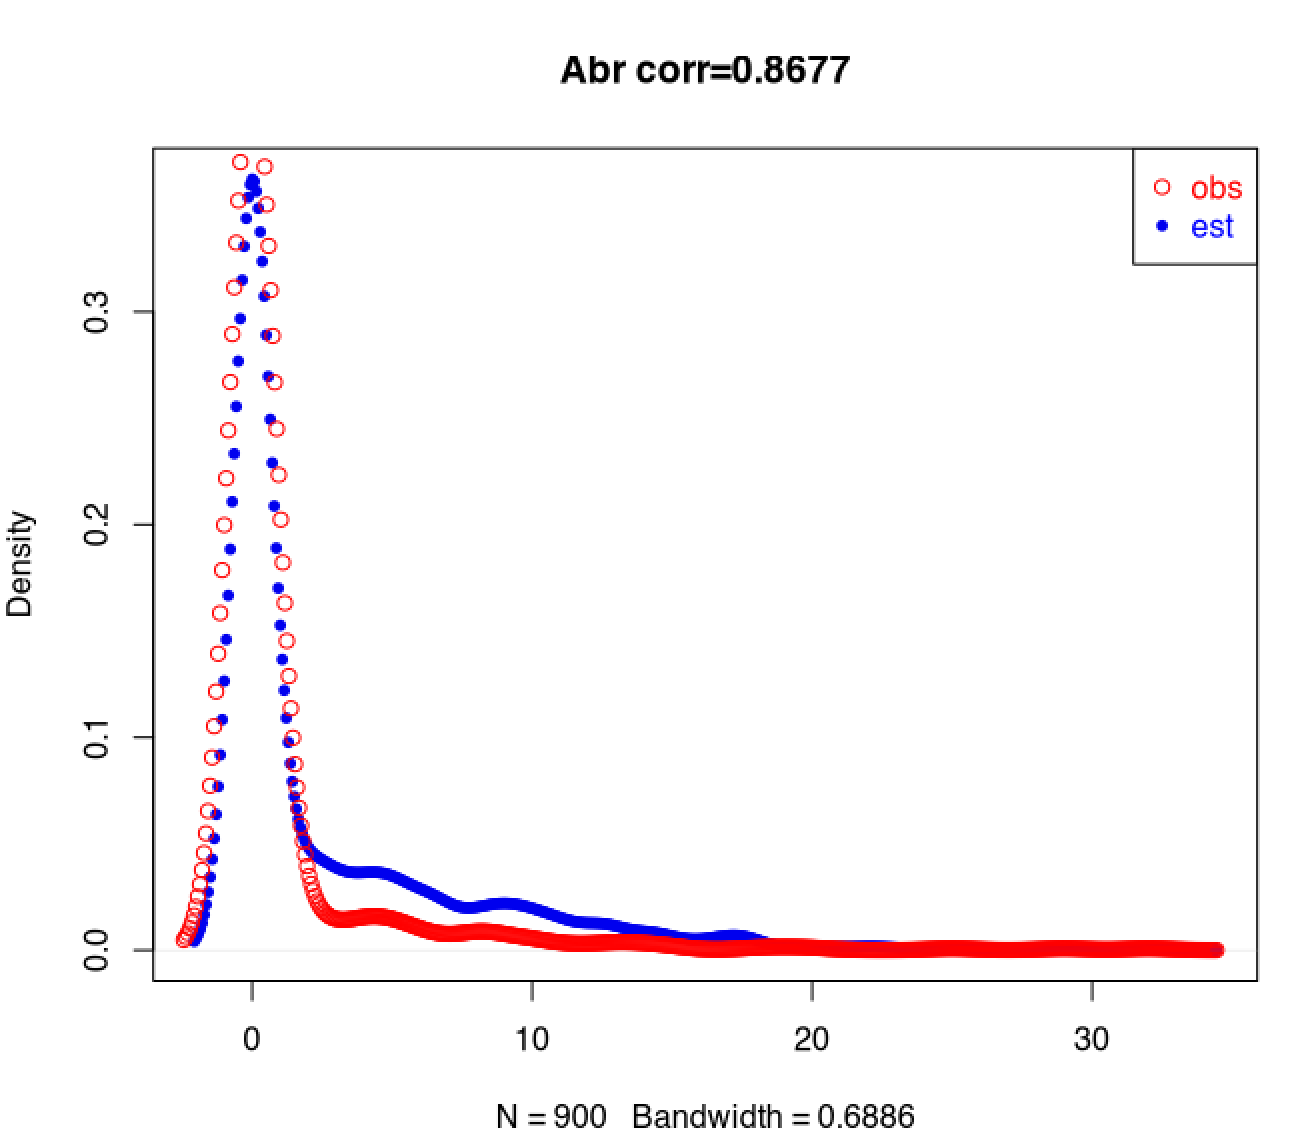 Abr corr=0.8677
obs
est
Density
0.0 0.1 0.2 0.3
0 10 20 30
N = 900 Bandwidth = 0.6886